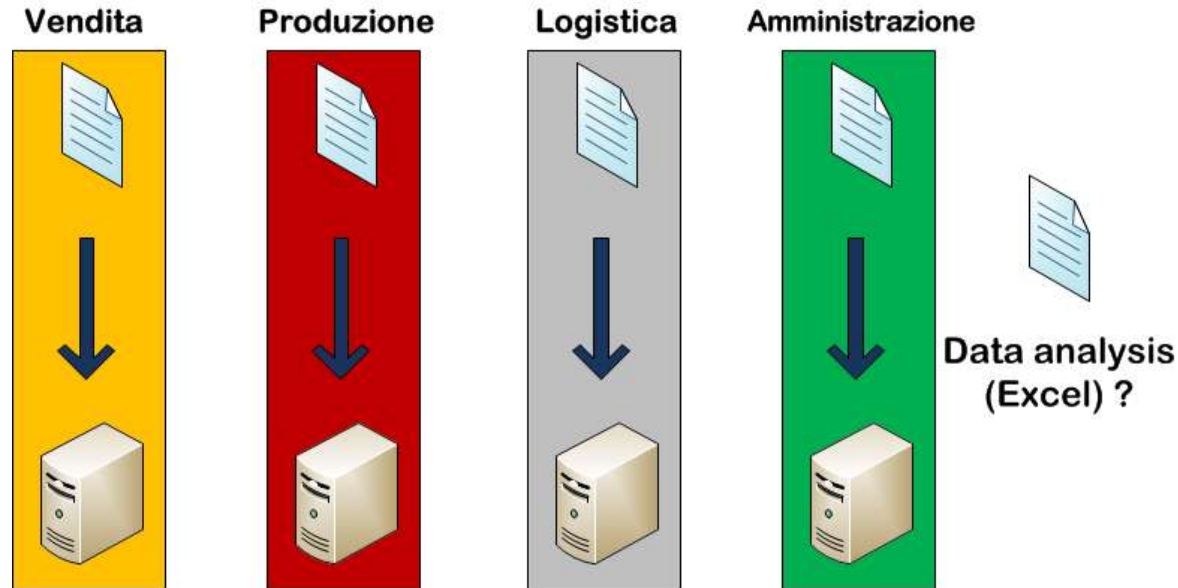 Vendita
Produzione
Logistica
Amministrazione
Data analysis
(Excel) ?